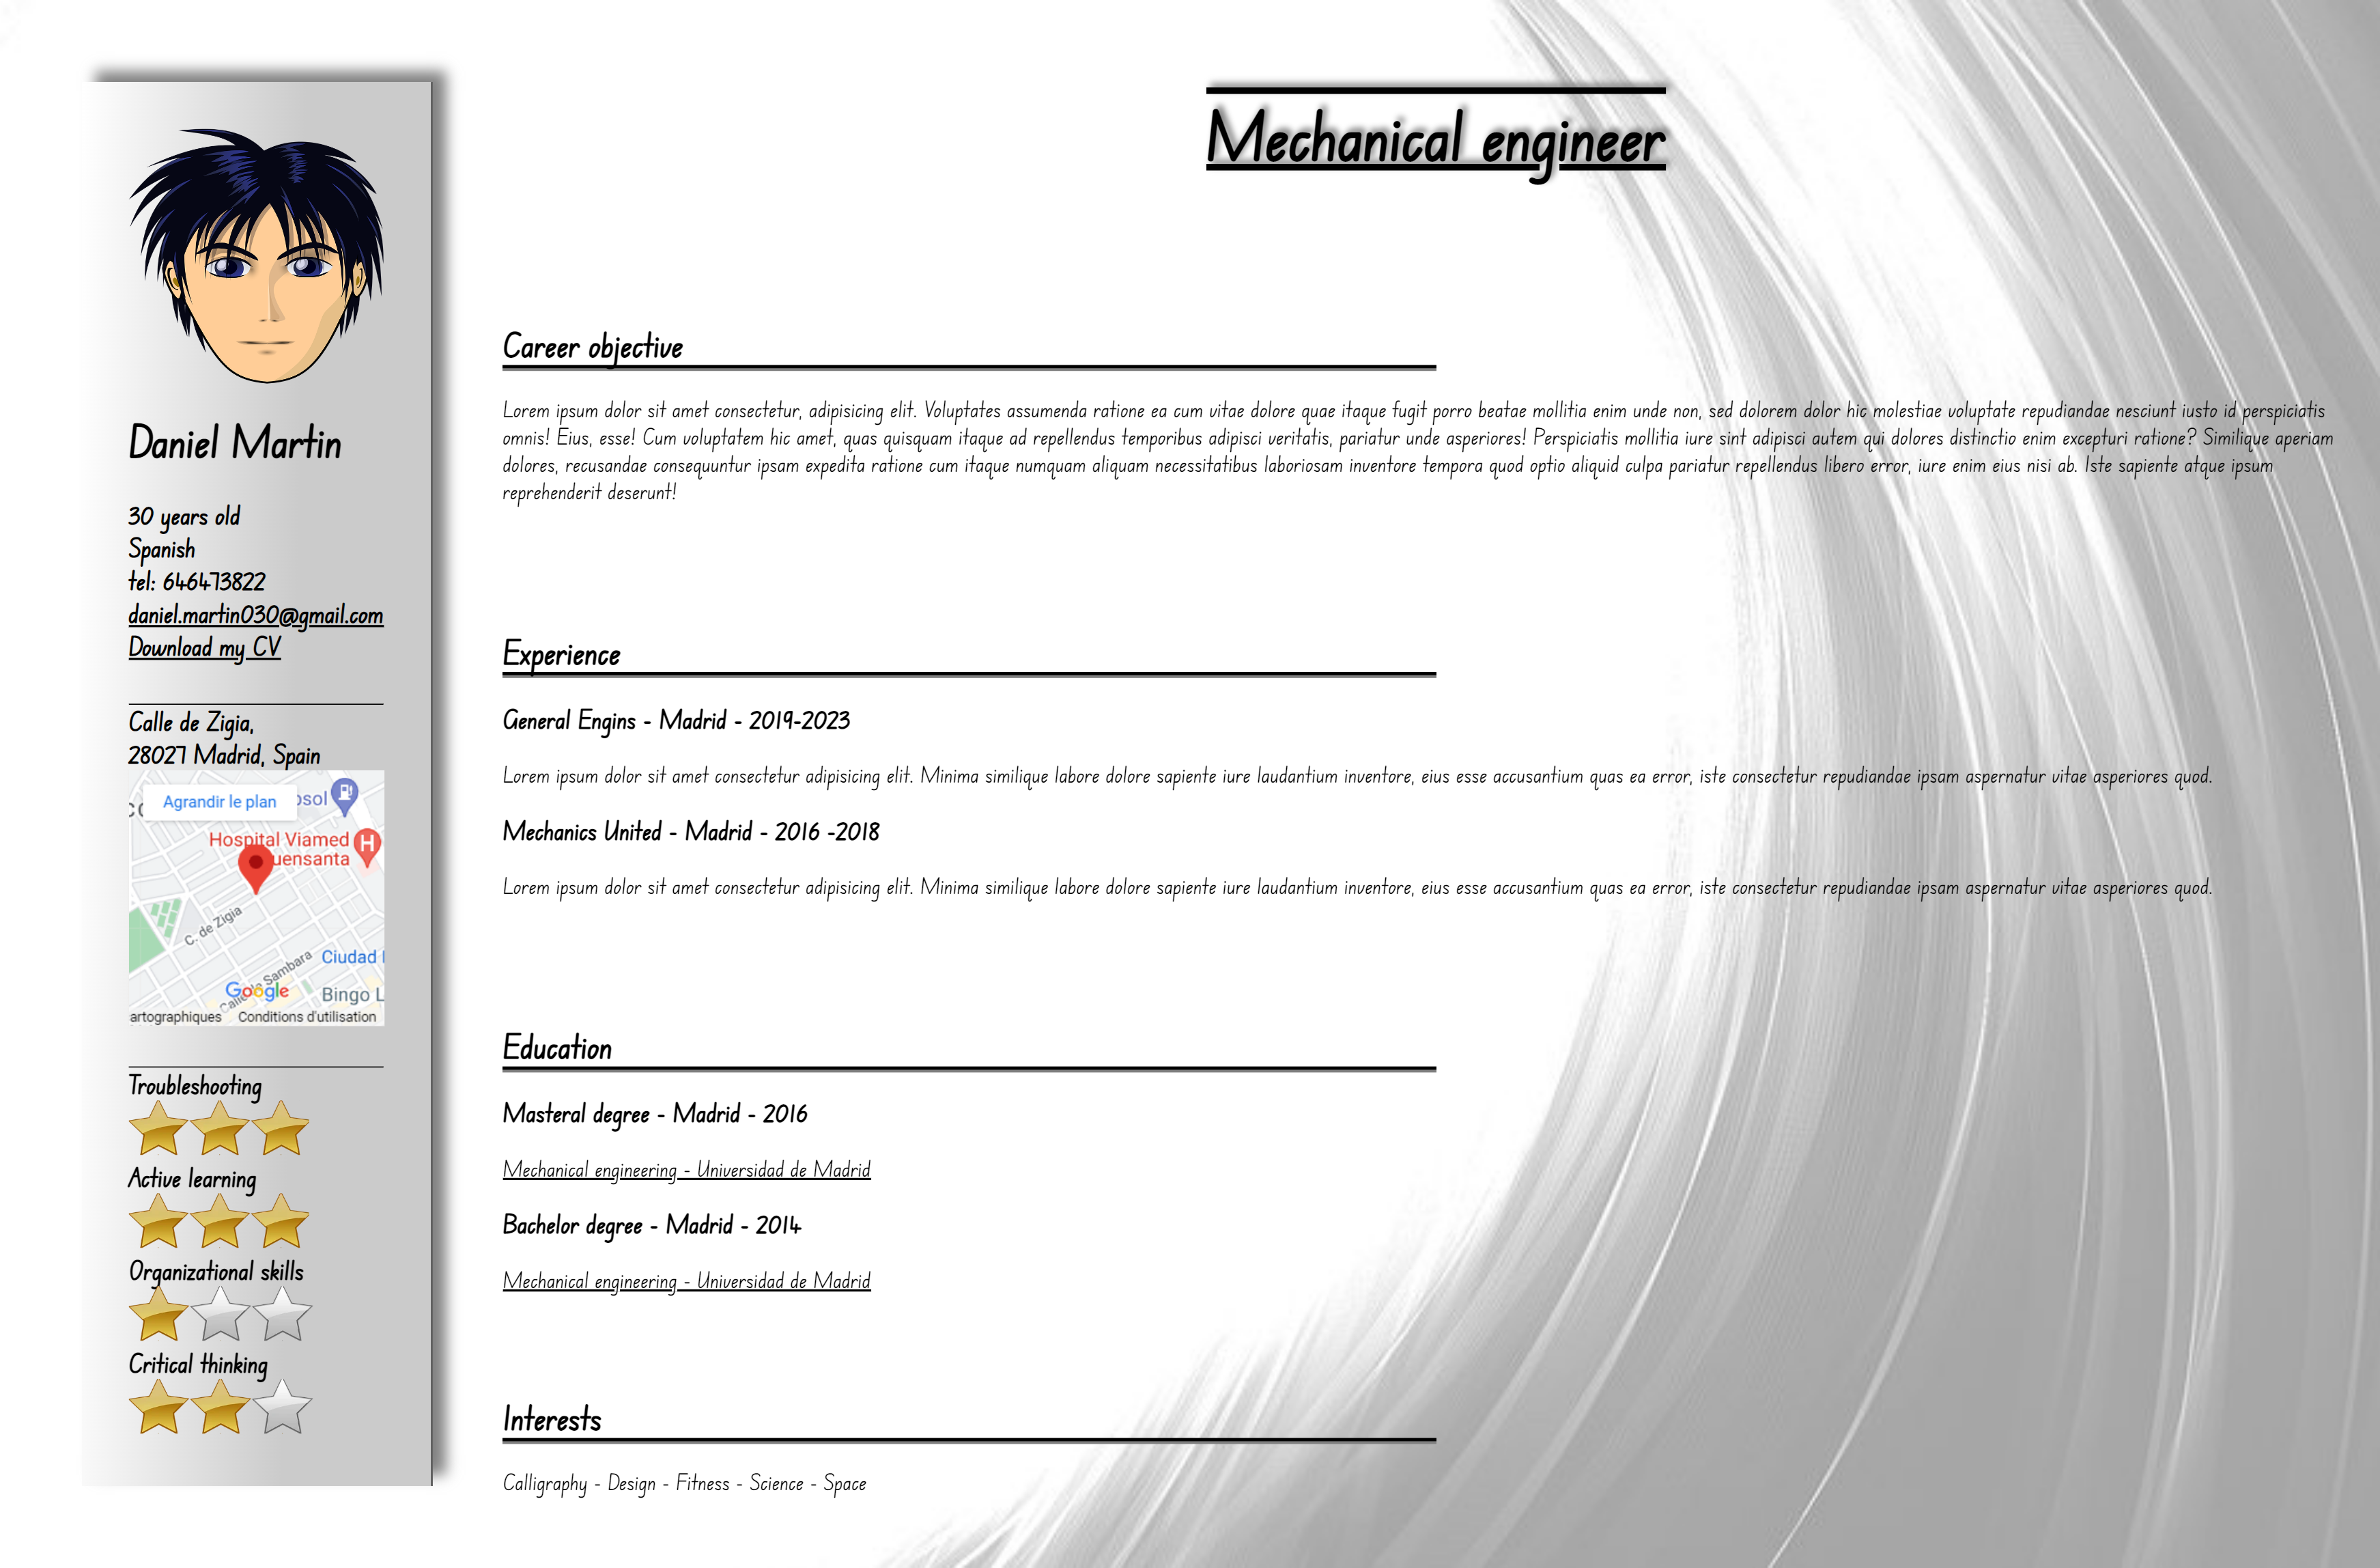 Mechanical engineer
Daniel Martin
30 years old
Spanish
tel: 646473822
daniel.martin030@gmail.com
Download my CV
Calle de Zigia,
28027 Madrid, Spain
Agrandir le plan
Hospital Viamed
C. de Zigia
Sambara
Ciudad
Bingo
Google
Conditions d'utilisation
Troubleshooting
Active learning
Organizational skills
Critical thinking
Career objective
Lorem ipsum dolor sit amet consectetur, adipisicing elit. Voluptates assumenda ratione ea cum vitae dolore quae itaque fugit porro beatae mollitia enim unde non, sed dolorem dolor hic molestiae voluptate repudiandae nesciunt iusto id perspiciatis
omnis! Eius, esse! Cum voluptatem hic amet, quas quisquam itaque ad repellendus temporibus adipisci veritatis, pariatur unde asperiores! Perspiciatis mollitia iure sint adipisci autem qui dolores distinctio enim excepturi ratione? Similique aperiam
dolores, recusandae consequuntur ipsam expedita ratione cum itaque numquam aliquam necessitatibus laboriosam inventore tempora quod optio aliquid culpa pariatur repellendus libero error, iure enim eius nisi ab. Iste sapiente atque ipsum
reprehenderit deserunt!
Experience
General Engins - Madrid - 2019-2023
Lorem ipsum dolor sit amet consectetur adipisicing elit. Minima similique labore dolore sapiente iure laudantium inventore, eius esse accusantium quas ea error, iste consectetur repudiandae ipsam aspernatur vitae asperiores quod.
Mechanics United - Madrid - 2016 -2018
Lorem ipsum dolor sit amet consectetur adipisicing elit. Minima similique labore dolore sapiente iure laudantium inventore, eius esse accusantium quas ea error, iste consectetur repudiandae ipsam aspernatur vitae asperiores quod.
Education
Masteral degree - Madrid - 2016
Mechanical engineering - Universidad de Madrid
Bachelor degree - Madrid - 2014
Mechanical engineering - Universidad de Madrid
Interests
Calligraphy - Design - Fitness - Science - Space